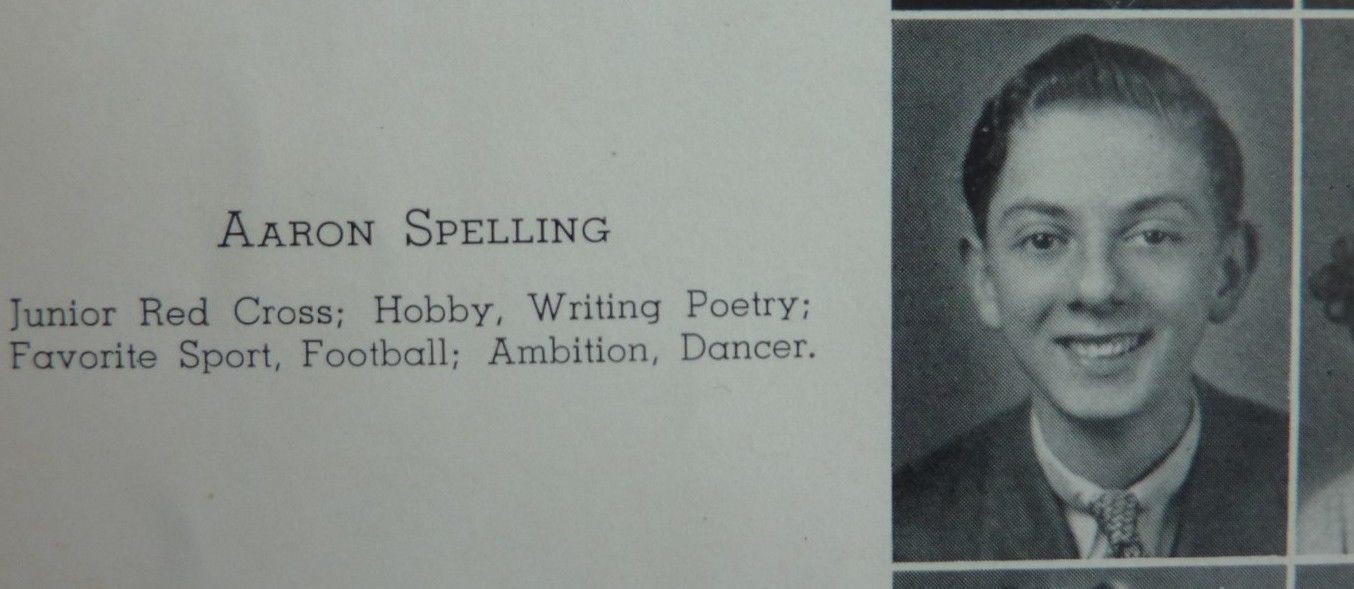 AARON SPELLING
Junior Red Cross; Hobby, Writing Poetry;
Favorite Sport, Football; Ambition, Dancer.